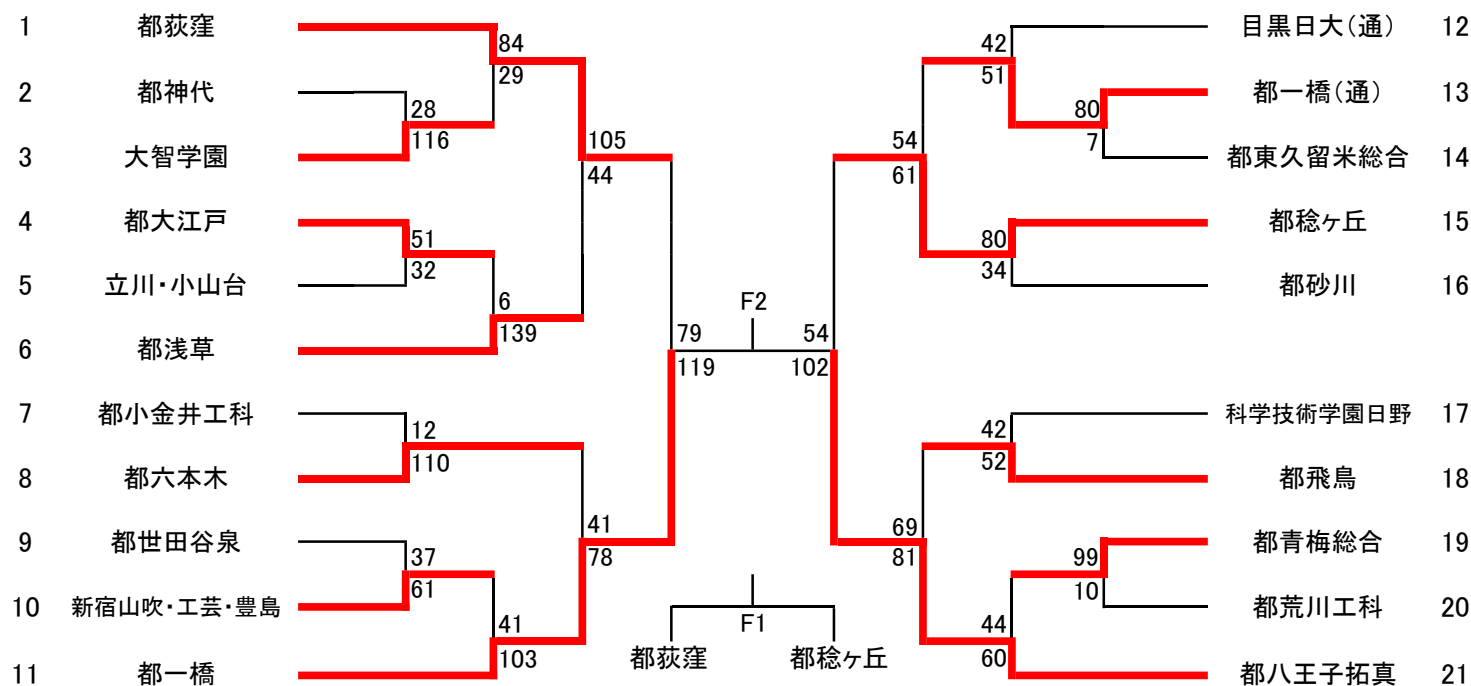 1 都荻窪
84
29
2 都神代
28
116
3 大智学園
105
44
4 都大江戸
51
32
5 立川・小山台
6
139
6 都浅草
79
119
7 都小金井工科
12
110
8 都六本木
41
78
9 都世田谷泉
37
61
10 新宿山吹・工芸・豊島
41
103
11 都一橋
F2
F1
都荻窪 都稔ヶ丘
目黒日大(通) 12
42
51
都一橋(通) 13
80
7
都東久留米総合 14
54
61
都稔ヶ丘 15
80
34
都砂川 16
54
102
科学技術学園日野 17
42
52
都飛鳥 18
69
81
都青梅総合 19
99
10
都荒川工科 20
44
60
都八王子拓真 21